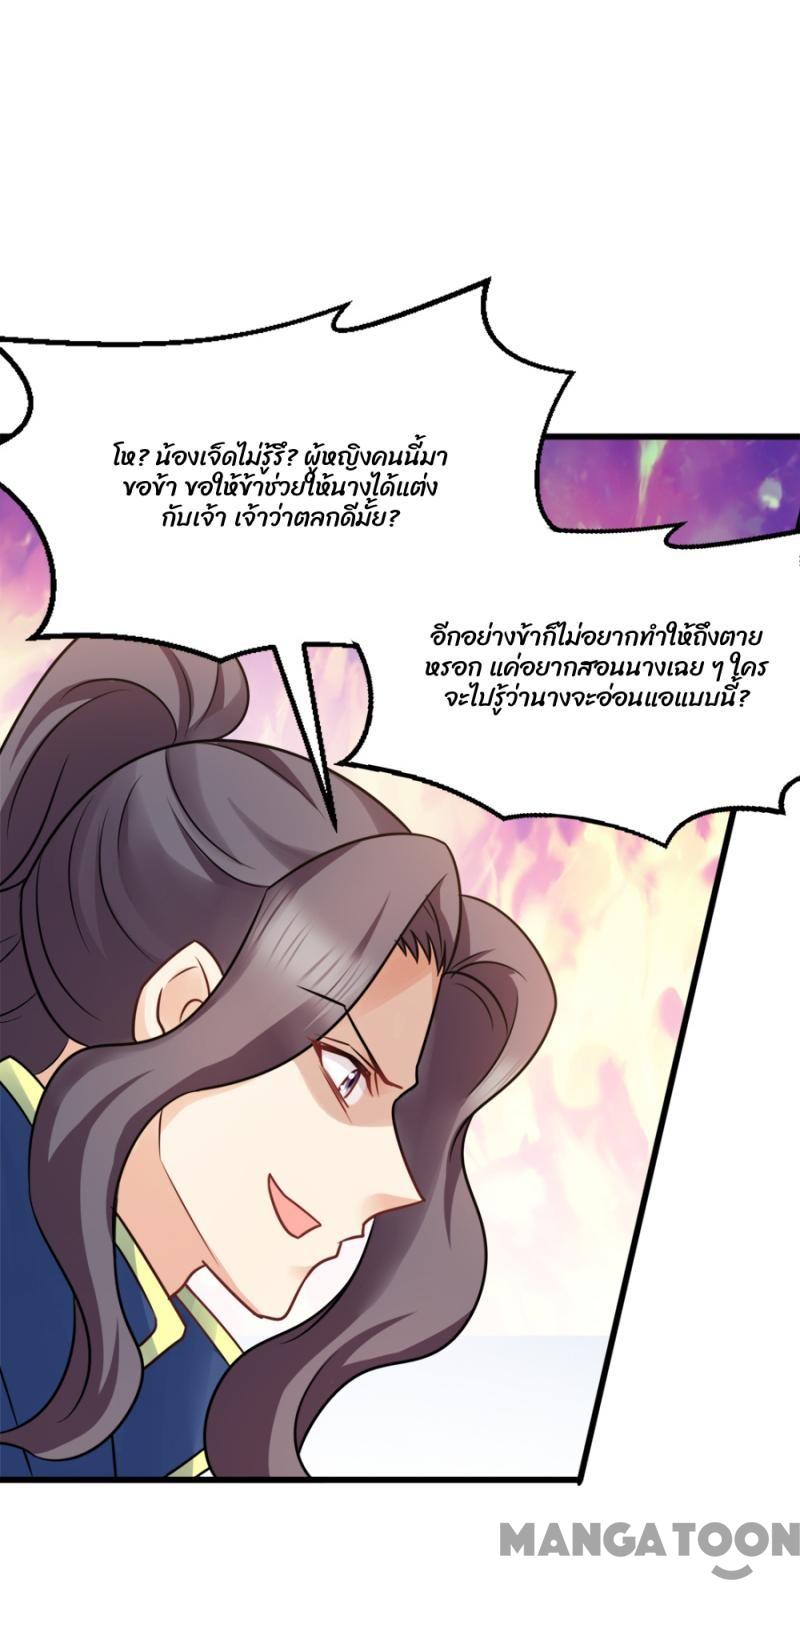 โห? น้องเจ็ดไม่รู้รึ? ผู้หญิงคนนี้มา
ขอข้า ขอให้ข้าช่วยให้นางได้แต่ง
กับเจ้า เจ้าว่าตลกดีมั้ย?
อีกอย่างข้าก็ไม่อยากทำให้ถึงตาย
หรอก แค่อยากสอนนางเฉย ๆ ใคร
จะไปรู้ว่านางจะอ่อนแอแบบนี้?
MANGA TOON